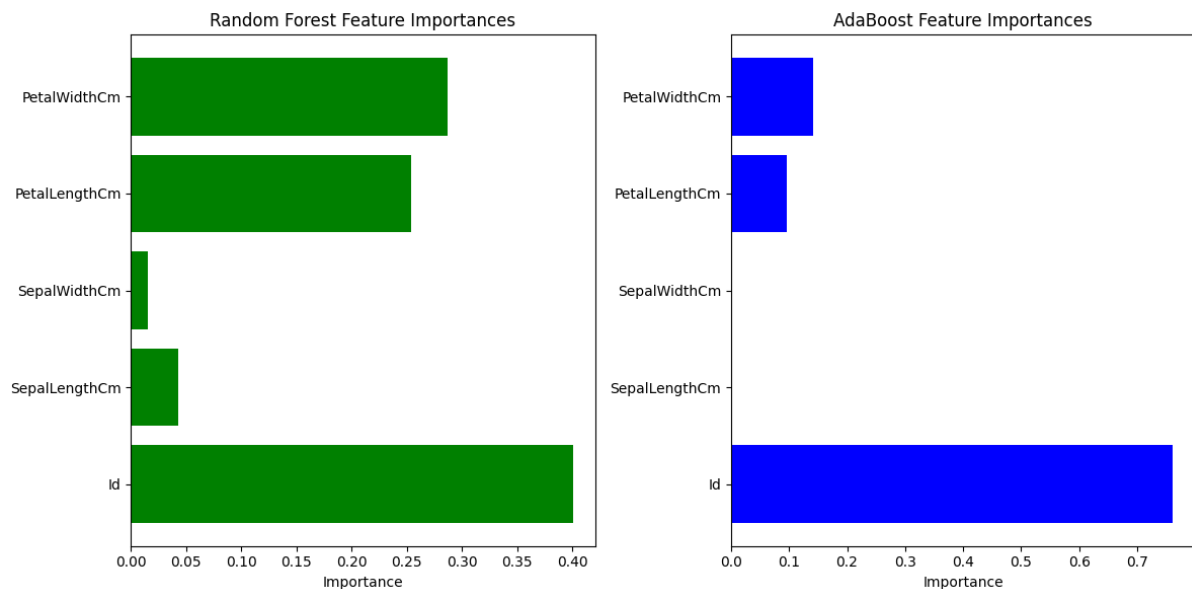 Random Forest Feature Importances
PetalWidthCm
PetalLengthCm
SepalWidthCm
SepalLengthCm
Id
0.00 0.05 0.10 0.15 0.20 0.25 0.30 0.35 0.40
Importance
AdaBoost Feature Importances
PetalWidthCm
PetalLengthCm
SepalWidthCm
SepalLengthCm
Id
0.0 0.1 0.2 0.3 0.4 0.5 0.6 0.7
Importance